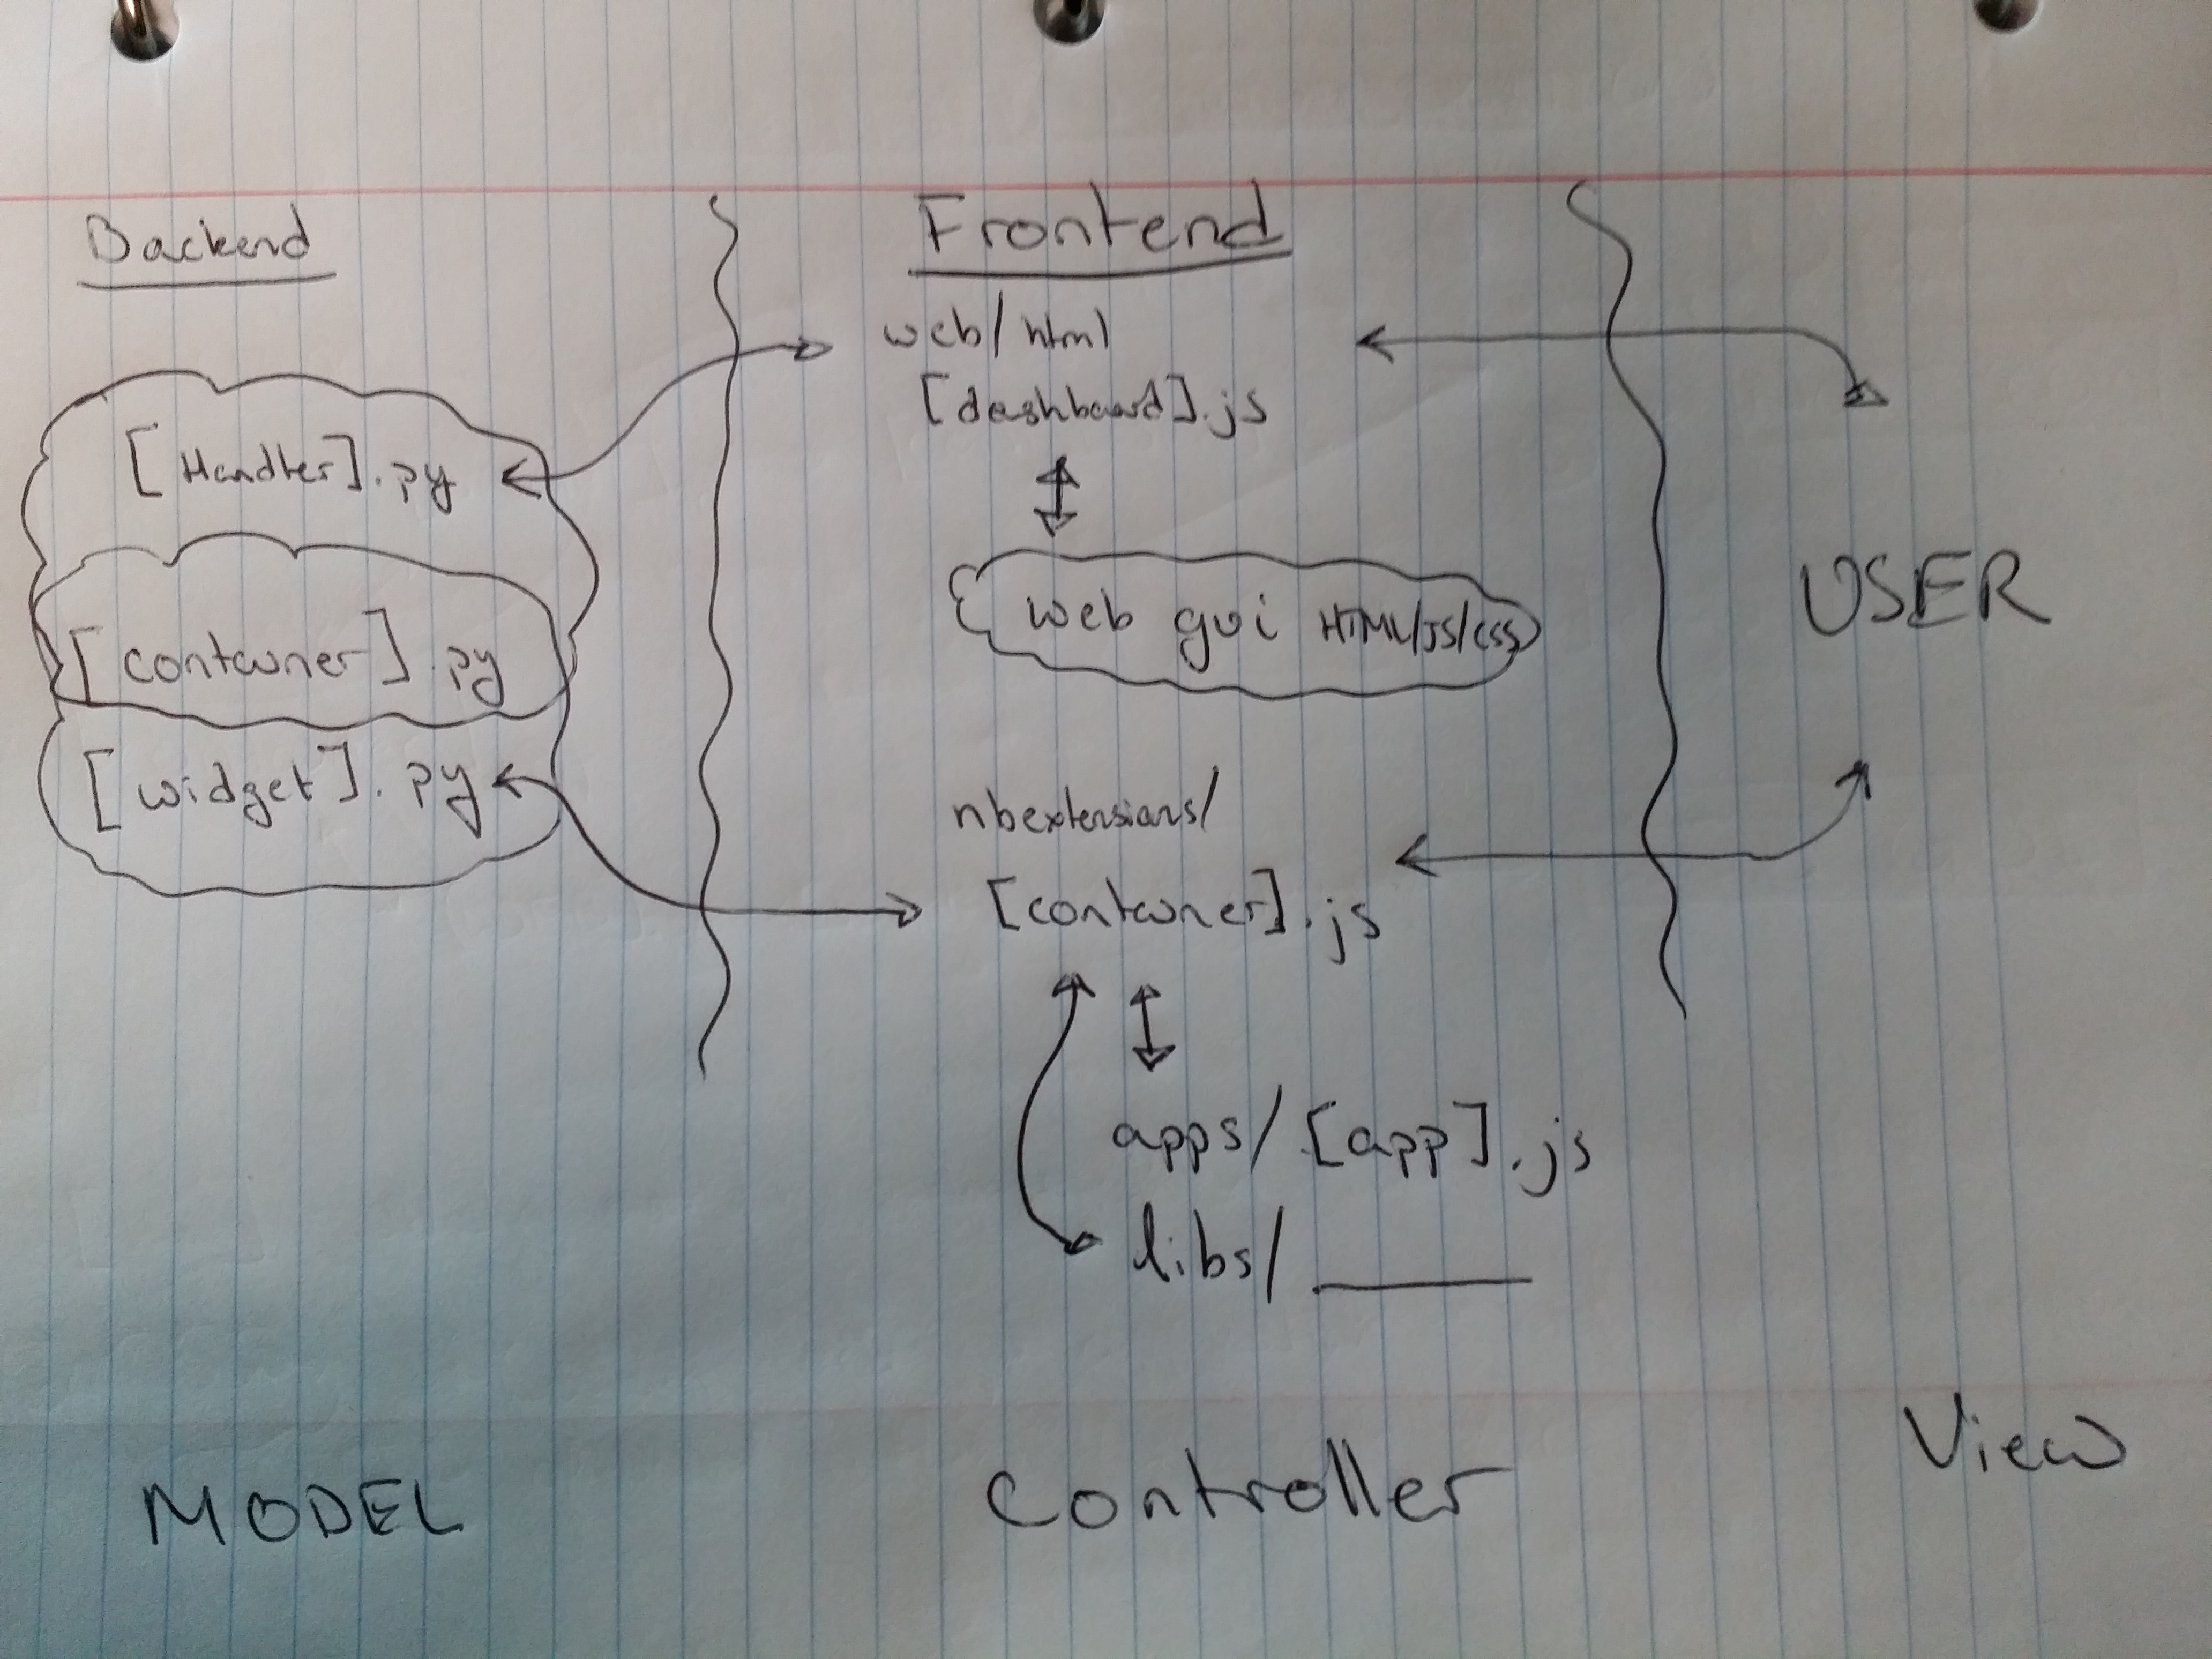 Backend
Frontend
[Handler].py
[container].py
[widget].py
web/html
[dashboard].js
web gui HTML/JS/CSS
nbextensions/
[container].js
apps/[app].js
libs/
USER
MODEL
Controller
View